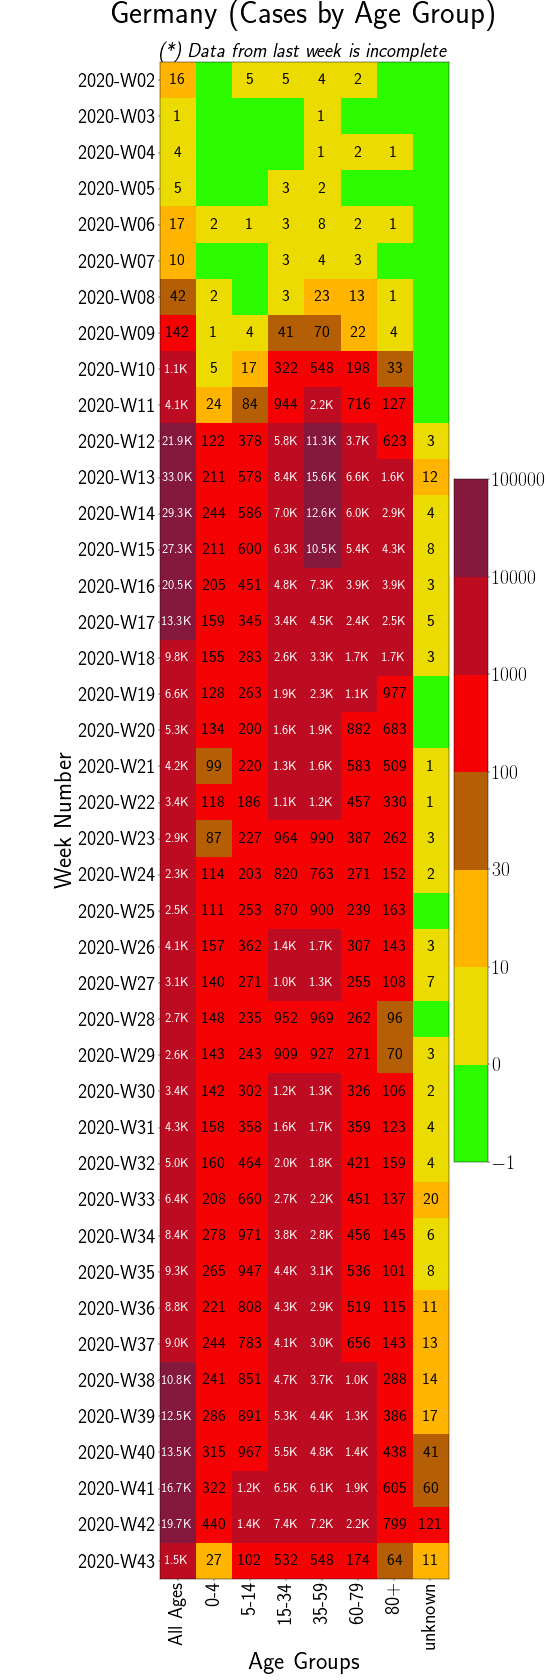 Germany (Cases by Age Group)
(*) Data from last week is incomplete
2020-W02 16 5 5 4 2
2020-W03 1 1
2020-W04 4 1 2 1
2020-W05 5 3 2
2020-W06 17 2 1 3 8 2 1
2020-W07 10 3 4 3
2020-W08 42 2 3 23 13 1
2020-W09 142 1 4 41 70 22 4
2020-W10 1.1K 5 17 322 548 198 33
2020-W11 4.1K 24 84 944 2.2K 716 127
2020-W12 21.9K 122 378 5.8K 11.3K 3.7K 623 3
2020-W13 33.0K 211 578 8.4K 15.6K 6.6K 1.6K 12
2020-W14 29.3K 244 586 7.0K 12.6K 6.0K 2.9K 4
2020-W15 27.3K 211 600 6.3K 10.5K 5.4K 4.3K 8
2020-W16 20.5K 205 451 4.8K 7.3K 3.9K 3.9K 3
2020-W17 13.3K 159 345 3.4K 4.5K 2.4K 2.5K 5
2020-W18 9.8K 155 283 2.6K 3.3K 1.7K 1.7K 3
2020-W19 6.6K 128 263 1.9K 2.3K 1.1K 977
2020-W20 5.3K 134 200 1.6K 1.9K 882 683
2020-W21 4.2K 99 220 1.3K 1.6K 583 509 1
2020-W22 3.4K 118 186 1.1K 1.2K 457 330 1
2020-W23 2.9K 87 227 964 990 387 262 3
2020-W24 2.3K 114 203 820 763 271 152 2
2020-W25 2.5K 111 253 870 900 239 163
2020-W26 4.1K 157 362 1.4K 1.7K 307 143 3
2020-W27 3.1K 140 271 1.0K 1.3K 255 108 7
2020-W28 2.7K 148 235 952 969 262 96
2020-W29 2.6K 143 243 909 927 271 70 3
2020-W30 3.4K 142 302 1.2K 1.3K 326 106 2
2020-W31 4.3K 158 358 1.6K 1.7K 359 123 4
2020-W32 5.0K 160 464 2.0K 1.8K 421 159 4
2020-W33 6.4K 208 660 2.7K 2.2K 451 137 20
2020-W34 8.4K 278 971 3.8K 2.8K 456 145 6
2020-W35 9.3K 265 947 4.4K 3.1K 536 101 8
2020-W36 8.8K 221 808 4.3K 2.9K 519 115 11
2020-W37 9.0K 244 783 4.1K 3.0K 656 143 13
2020-W38 10.8K 241 851 4.7K 3.7K 1.0K 288 14
2020-W39 12.5K 286 891 5.3K 4.4K 1.3K 386 17
2020-W40 13.5K 315 967 5.5K 4.8K 1.4K 438 41
2020-W41 16.7K 322 1.2K 6.5K 6.1K 1.9K 605 60
2020-W42 19.7K 440 1.4K 7.4K 7.2K 2.2K 799 121
2020-W43 1.5K 27 102 532 548 174 64 11
All Ages 0-4 5-14 15-34 35-59 60-79 80+ unknown
Age Groups
Week Number
100000
10000
1000
100
30
10
0
−1